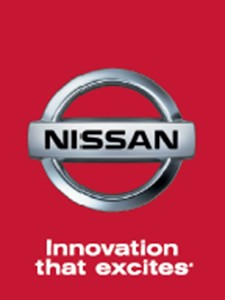 NISSAN
Innovation
that excites